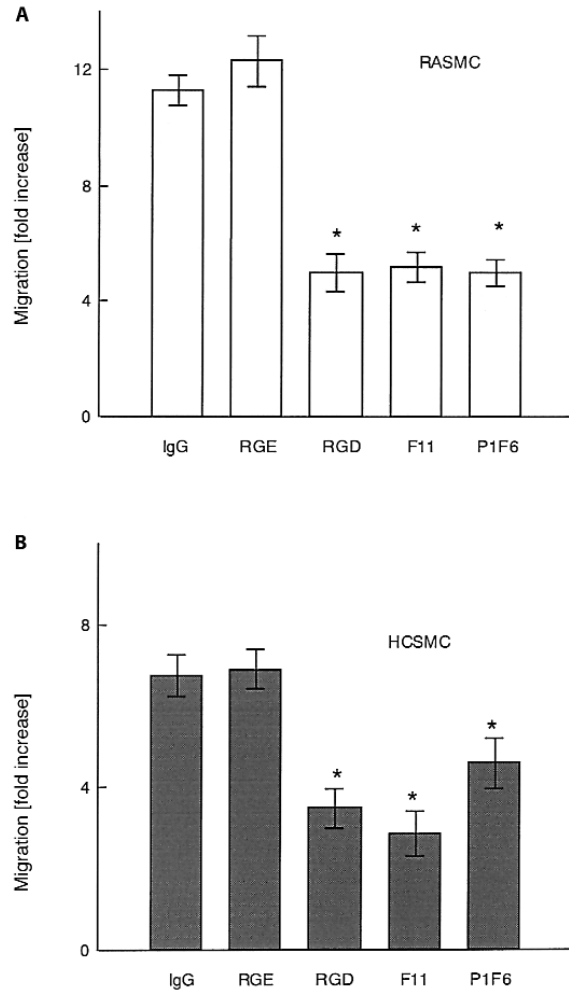 A
RASMC
Migration [fold increase]
12
8
4
0
* * *
IgG RGE RGD F11 P1F6
B
HCSMC
Migration [fold increase]
8
4
0
* * *
IgG RGE RGD F11 P1F6